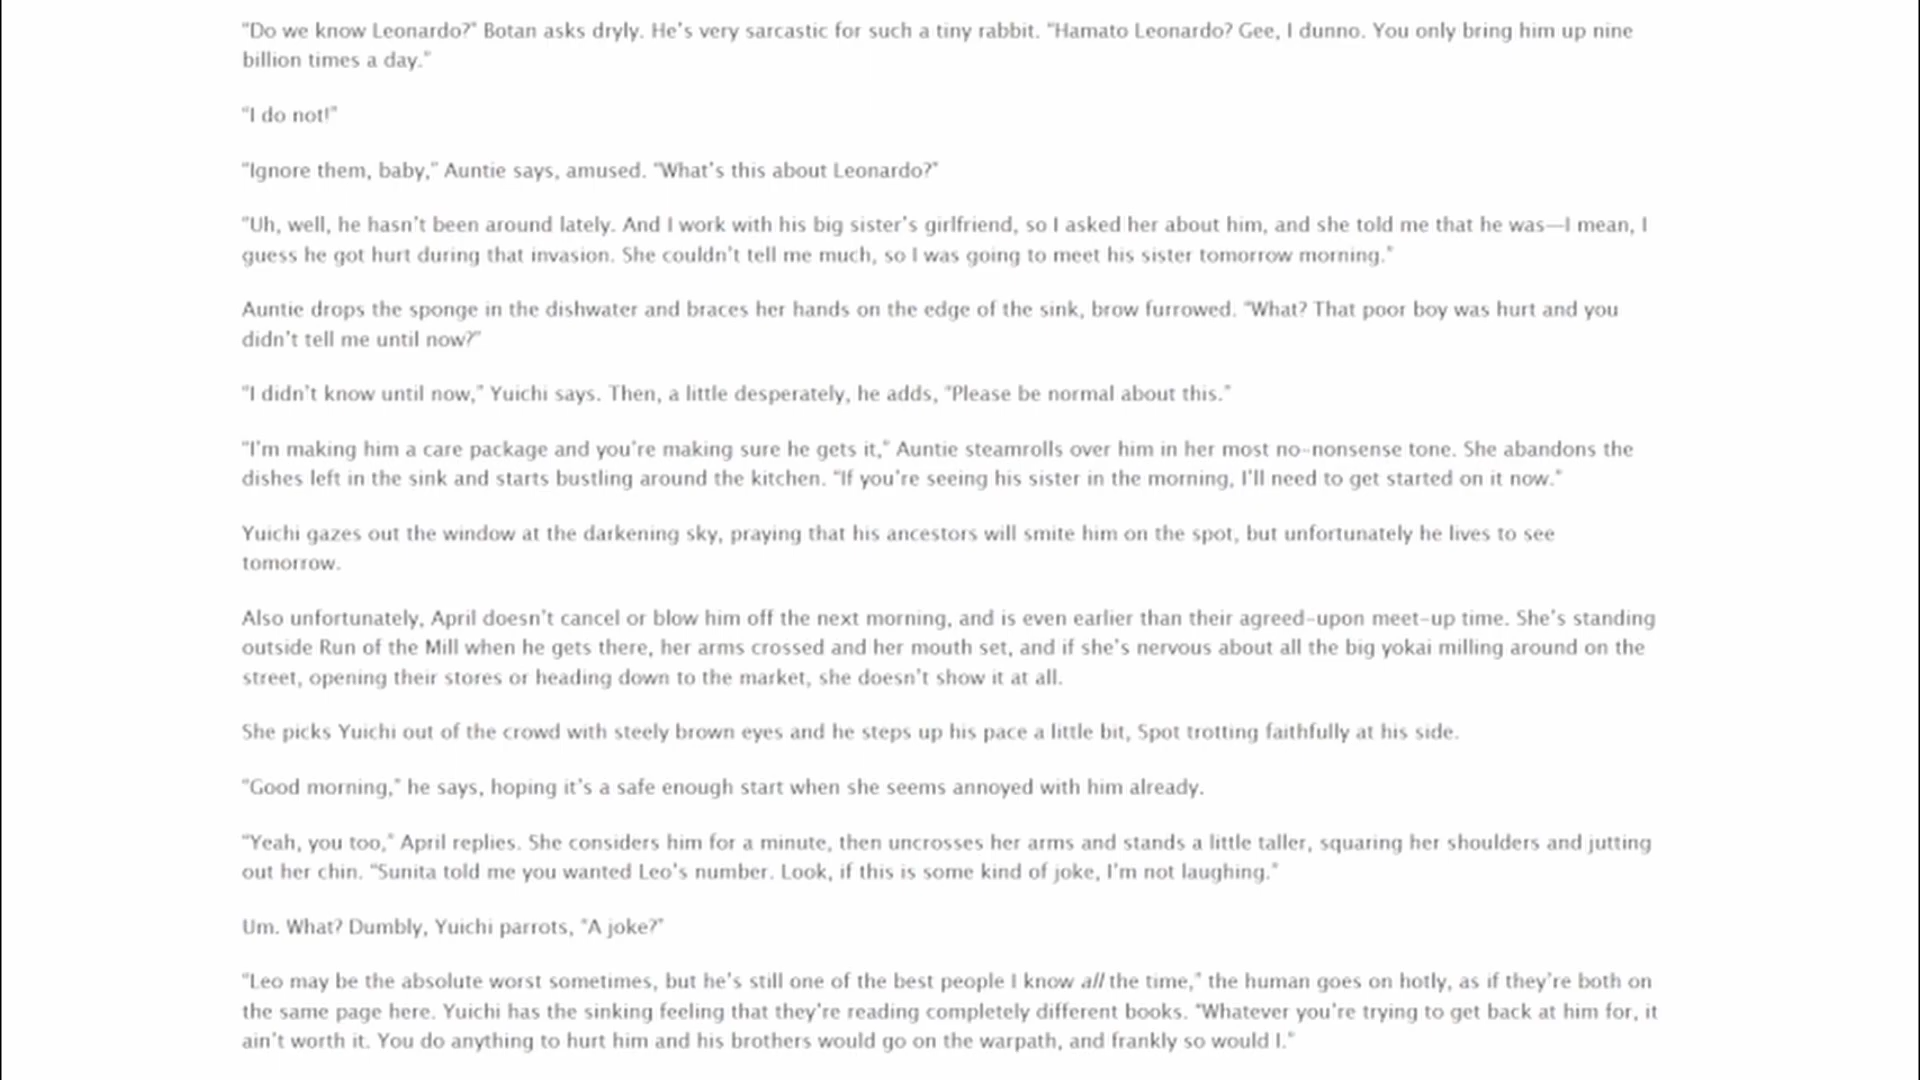 "Do we know Leonardo?" Botan asks dryly. He's very sarcastic for such a tiny rabbit. "Hamato Leonardo? Gee, I dunno. You only bring him up nine
billion times a day."
"I do not!"
"Ignore them, baby," Auntie says, amused. "What's this about Leonardo?"
"Uh, well, he hasn't been around lately. And I work with his big sister's girlfriend, so I asked her about him, and she told me that he was—I mean, I
guess he got hurt during that invasion. She couldn't tell me much, so I was going to meet his sister tomorrow morning."
Auntie drops the sponge in the dishwater and braces her hands on the edge of the sink, brow furrowed. "What? That poor boy was hurt and you
didn't tell me until now?"
"I didn't know until now," Yuichi says. Then, a little desperately, he adds, "Please be normal about this."
"I'm making him a care package and you're making sure he gets it," Auntie steamrolls over him in her most no-nonsense tone. She abandons the
dishes left in the sink and starts bustling around the kitchen. "If you're seeing his sister in the morning, I'll need to get started on it now."
Yuichi gazes out the window at the darkening sky, praying that his ancestors will smite him on the spot, but unfortunately he lives to see
tomorrow.
Also unfortunately, April doesn't cancel or blow him off the next morning, and is even earlier than their agreed-upon meet-up time. She's standing
outside Run of the Mill when he gets there, her arms crossed and her mouth set, and if she's nervous about all the big yokai milling around on the
street, opening their stores or heading down to the market, she doesn't show it at all.
She picks Yuichi out of the crowd with steely brown eyes and he steps up his pace a little bit, Spot trotting faithfully at his side.
"Good morning," he says, hoping it's a safe enough start when she seems annoyed with him already.
"Yeah, you too," April replies. She considers him for a minute, then uncrosses her arms and stands a little taller, squaring her shoulders and jutting
out her chin. "Sunita told me you wanted Leo's number. Look, if this is some kind of joke, I'm not laughing."
Um. What? Dumbly, Yuichi parrots, "A joke?"
"Leo may be the absolute worst sometimes, but he's still one of the best people I know all the time," the human goes on hotly, as if they're both on
the same page here. Yuichi has the sinking feeling that they're reading completely different books. "Whatever you're trying to get back at him for, it
ain't worth it. You do anything to hurt him and his brothers would go on the warpath, and frankly so would I."